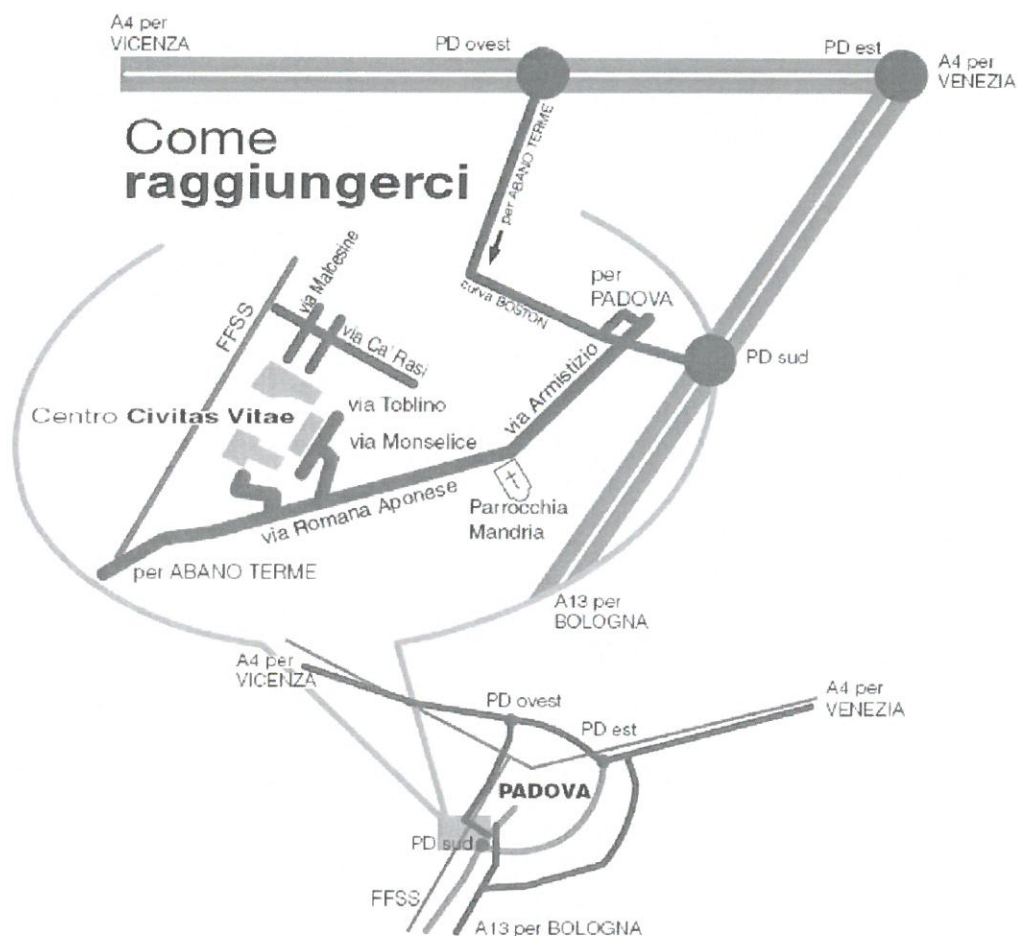 A4 per
VICENZA
PD ovest
PD est
A4 per
VENEZIA
Come
raggiungerci
per ABANO TERME
curva BOSTON
per
PADOVA
PD sud
FFSS
via Malcesine
via Ca' Rasi
Centro Civitas Vitae
via Toblino
via Monselice
via Armistizio
via Romana Aponese
Parrocchia
Mandria
per ABANO TERME
A13 per
BOLOGNA
A4 per
VICENZA
PD ovest
PD est
A4 per
VENEZIA
PADOVA
PD sud
FFSS
A13 per BOLOGNA